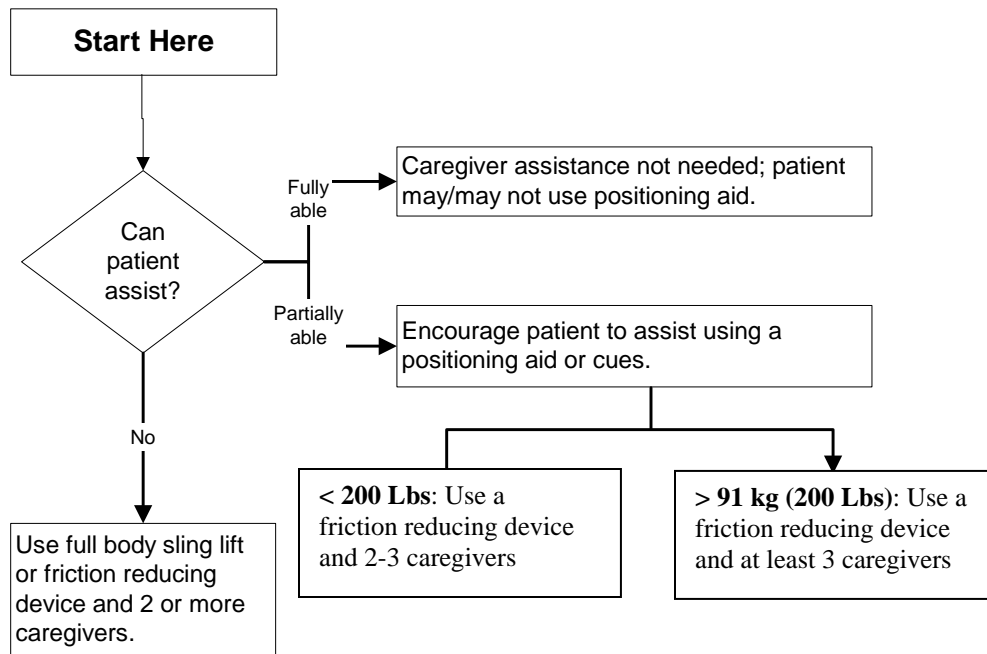 Start Here
Can
patient
assist?
Fully
able
Caregiver assistance not needed; patient
may/may not use positioning aid.
Partially
able
Encourage patient to assist using a
positioning aid or cues.
No
Use full body sling lift
or friction reducing
device and 2 or more
caregivers.
< 200 Lbs: Use a
friction reducing device
and 2-3 caregivers
> 91 kg (200 Lbs): Use a
friction reducing device
and at least 3 caregivers